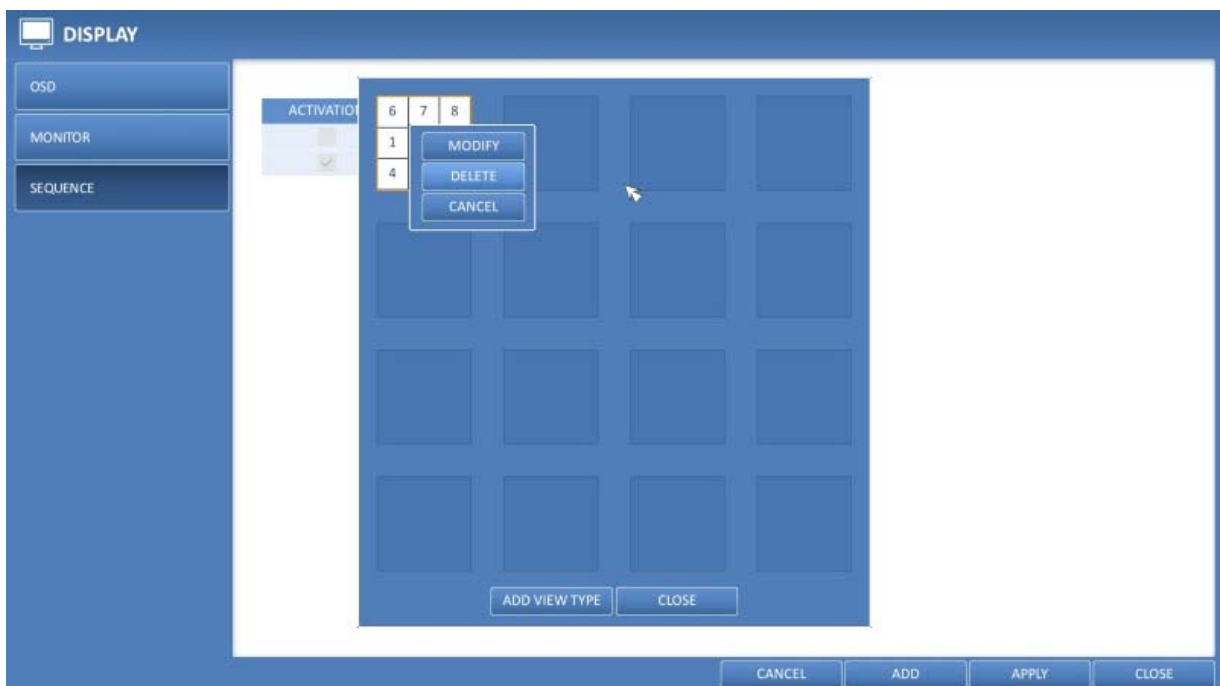 DISPLAY
OSD
MONITOR
SEQUENCE
ACTIVATIO
6 7 8
1
4
MODIFY
DELETE
CANCEL
ADD VIEW TYPE
CLOSE
CANCEL
ADD
APPLY
CLOSE